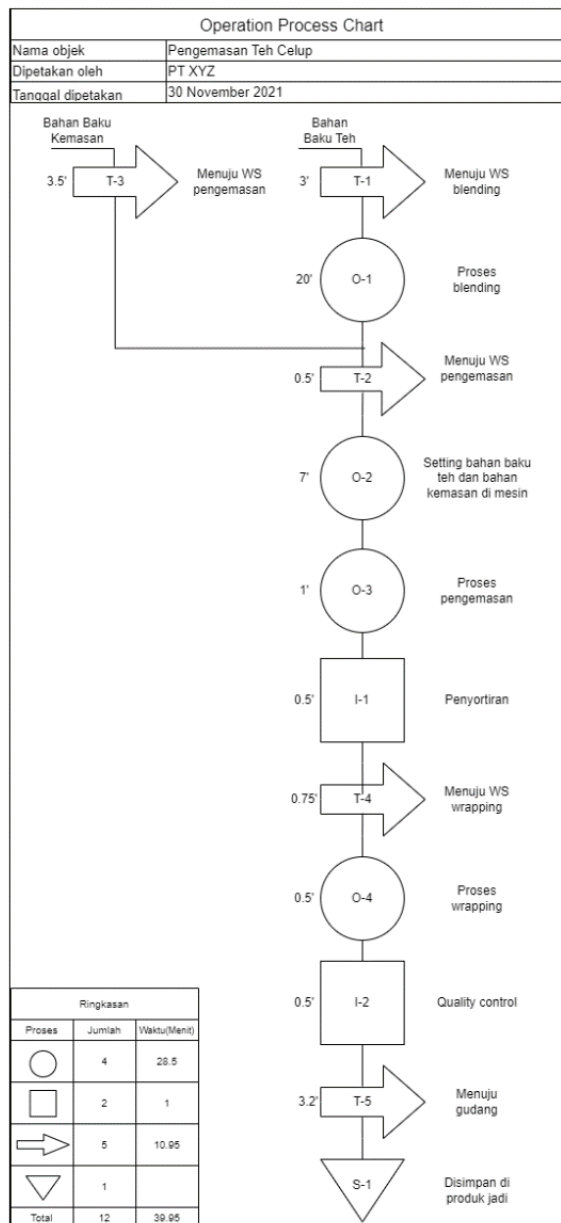 Operation Process Chart
Nama objek Pengemasan Teh Celup
Dipetakan oleh PT XYZ
Tanggal dipetakan 30 November 2021
Bahan Baku
Kemasan
Bahan
Baku Teh
3.5' T-3 Menuju WS
pengemasan
3' T-1 Menuju WS
blending
20' O-1 Proses
blending
0.5' T-2 Menuju WS
pengemasan
7' O-2 Setting bahan baku
teh dan bahan
kemasan di mesin
1' O-3 Proses
pengemasan
0.5' I-1 Penyortiran
0.75' T-4 Menuju WS
wrapping
0.5' O-4 Proses
wrapping
0.5' I-2 Quality control
3.2' T-5 Menuju
gudang
S-1 Disimpan di
produk jadi
Ringkasan
Proses Jumlah Waktu(Menit)
4 28.5
2 1
5 10.95
1
Total 12 39.95